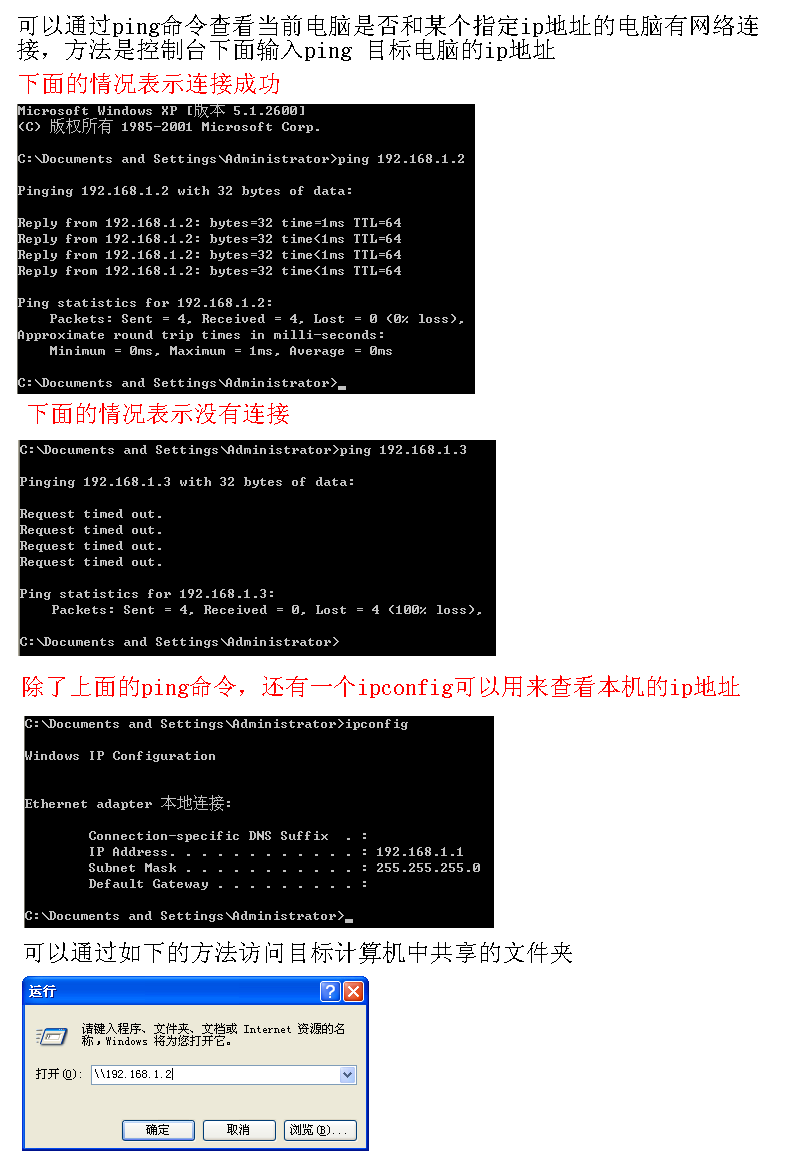 可以通过ping命令查看当前电脑是否和某个指定ip地址的电脑有网络连
接，方法是控制台下面输入ping 目标电脑的ip地址
下面的情况表示连接成功
Microsoft Windows XP [版本 5.1.2600]
(C) 版权所有 1985-2001 Microsoft Corp.
C:\Documents and Settings\Administrator>ping 192.168.1.2
Pinging 192.168.1.2 with 32 bytes of data:
Reply from 192.168.1.2: bytes=32 time=1ms TTL=64
Reply from 192.168.1.2: bytes=32 time<1ms TTL=64
Reply from 192.168.1.2: bytes=32 time<1ms TTL=64
Reply from 192.168.1.2: bytes=32 time<1ms TTL=64
Ping statistics for 192.168.1.2:
    Packets: Sent = 4, Received = 4, Lost = 0 (0% loss),
Approximate round trip times in milli-seconds:
    Minimum = 0ms, Maximum = 1ms, Average = 0ms
C:\Documents and Settings\Administrator>_
下面的情况表示没有连接
C:\Documents and Settings\Administrator>ping 192.168.1.3
Pinging 192.168.1.3 with 32 bytes of data:
Request timed out.
Request timed out.
Request timed out.
Request timed out.
Ping statistics for 192.168.1.3:
    Packets: Sent = 4, Received = 0, Lost = 4 (100% loss),
C:\Documents and Settings\Administrator>
除了上面的ping命令，还有一个ipconfig可以用来查看本机的ip地址
C:\Documents and Settings\Administrator>ipconfig
Windows IP Configuration
Ethernet adapter 本地连接:
        Connection-specific DNS Suffix  . :
        IP Address. . . . . . . . . . . . : 192.168.1.1
        Subnet Mask . . . . . . . . . . . : 255.255.255.0
        Default Gateway . . . . . . . . . :
C:\Documents and Settings\Administrator>_
可以通过如下的方法访问目标计算机中共享的文件夹
运行
请键入程序、文件夹、文档或 Internet 资源的名
称，Windows 将为您打开它。
打开(O): \\192.168.1.2
确定 取消 浏览(B)...